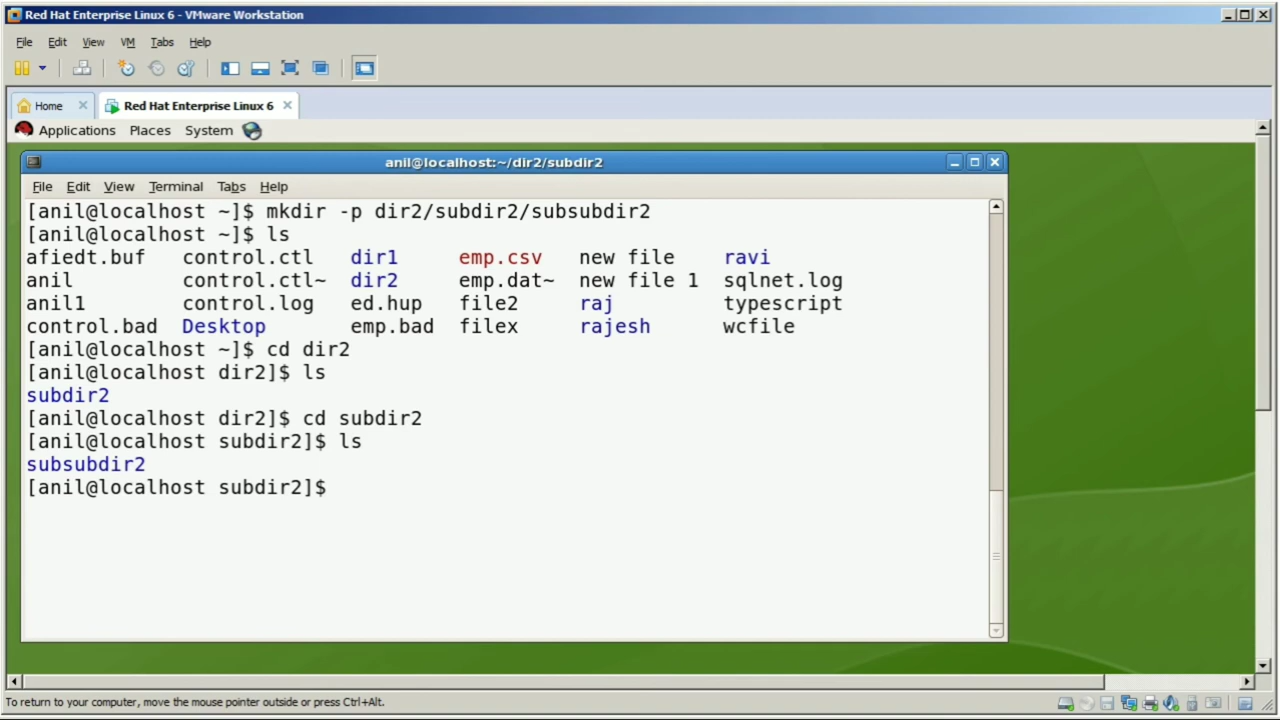 Red Hat Enterprise Linux 6 - VMware Workstation
File Edit View VM Tabs Help
Home Red Hat Enterprise Linux 6
Applications Places System
anil@localhost:~/dir2/subdir2
File Edit View Terminal Tabs Help
[anil@localhost ~]$ mkdir -p dir2/subdir2/subsubdir2
[anil@localhost ~]$ ls
afiedt.buf control.ctl dir1 emp.csv new file ravi
anil control.ctl~ dir2 emp.dat~ new file 1 sqlnet.log
anil1 control.log ed.hup file2 raj typescript
control.bad Desktop emp.bad filex rajesh wcfile
[anil@localhost ~]$ cd dir2
[anil@localhost dir2]$ ls
subdir2
[anil@localhost dir2]$ cd subdir2
[anil@localhost subdir2]$ ls
subsubdir2
[anil@localhost subdir2]$
To return to your computer, move the mouse pointer outside or press Ctrl+Alt.